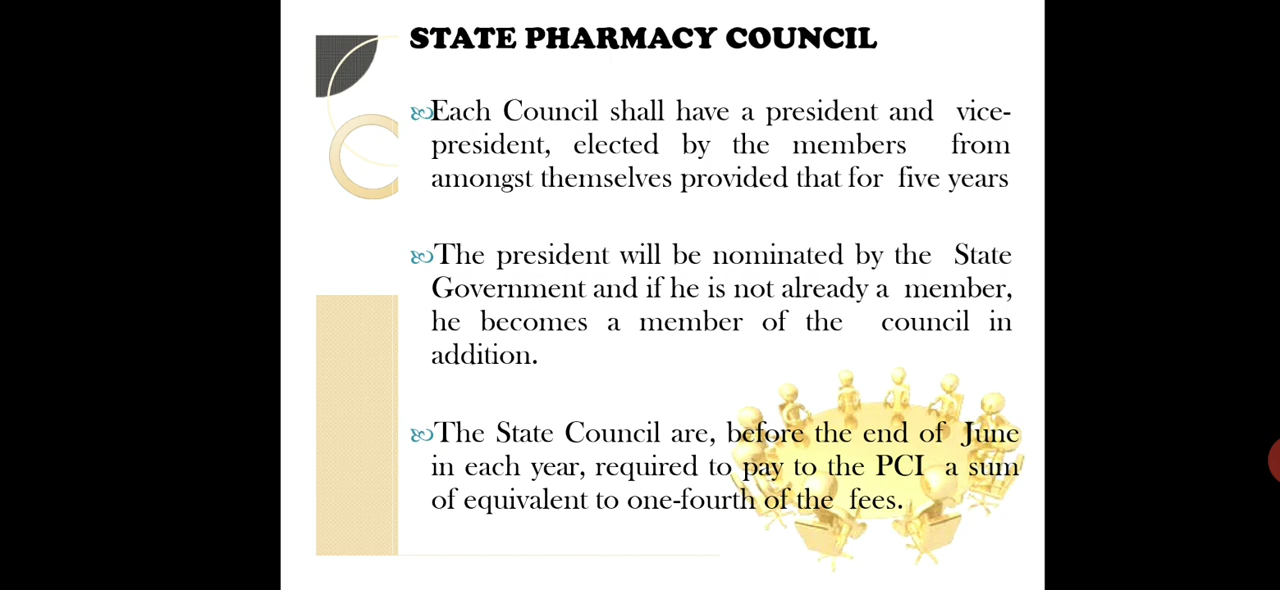 STATE PHARMACY COUNCIL
Each Council shall have a president and vice-
president, elected by the members from
amongst themselves provided that for five years
The president will be nominated by the State
Government and if he is not already a member,
he becomes a member of the council in
addition.
The State Council are, before the end of June
in each year, required to pay to the PCI a sum
of equivalent to one-fourth of the fees.